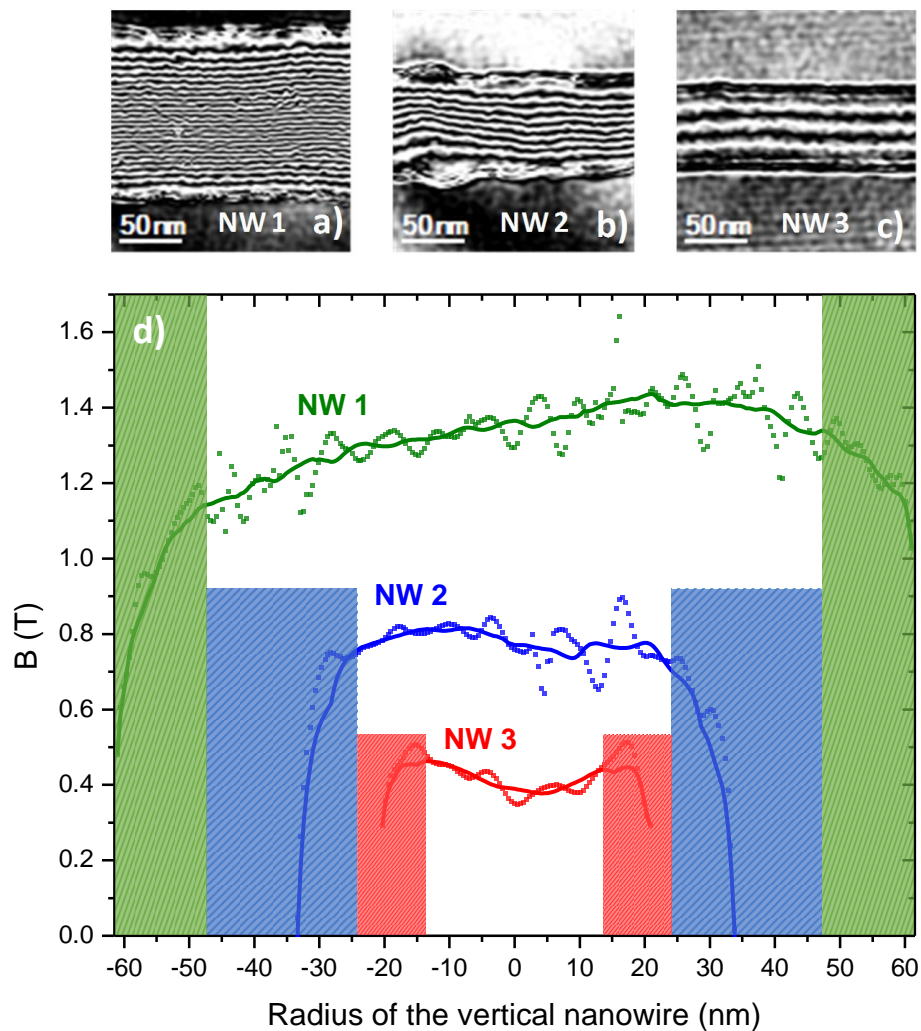 50nm NW 1 a)
50nm NW 2 b)
50nm NW 3 c)
d)
NW 1
NW 2
NW 3
B (T)
1.6
1.4
1.2
1.0
0.8
0.6
0.4
0.2
0.0
-60 -50 -40 -30 -20 -10 0 10 20 30 40 50 60
Radius of the vertical nanowire (nm)